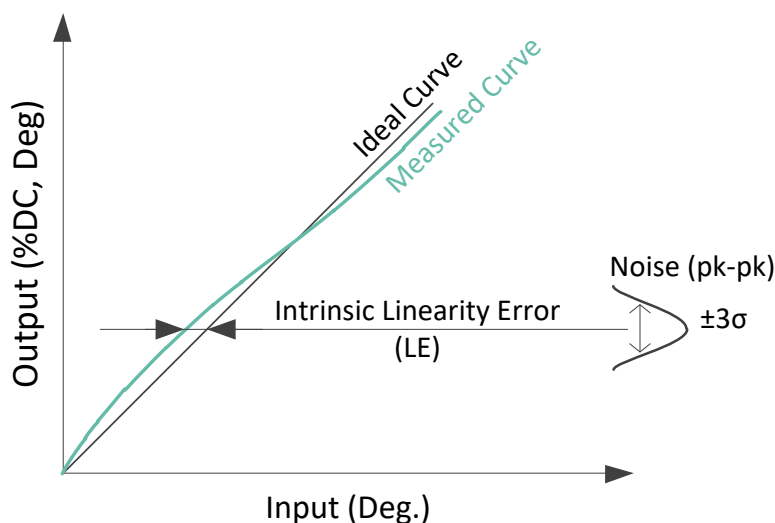 Output (%DC, Deg)
Ideal Curve
Measured Curve
Noise (pk-pk)
±3σ
Intrinsic Linearity Error
(LE)
Input (Deg.)